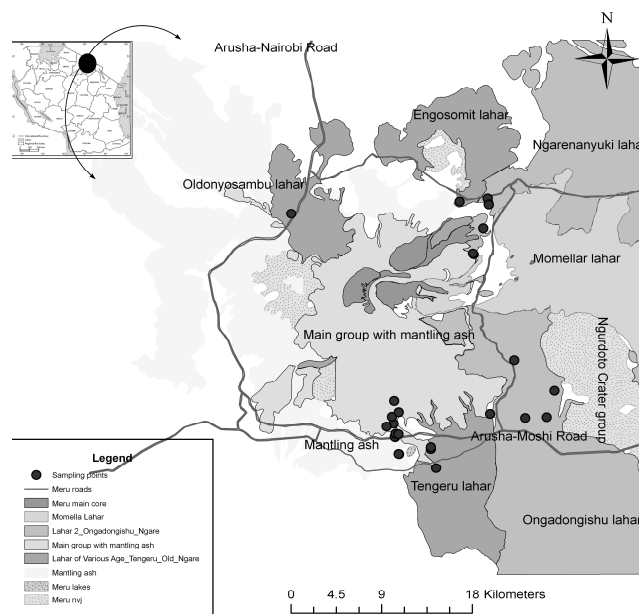 N
Arusha-Nairobi Road
Engosomit lahar
Ngarenanyuki laha
Oldonyosambu lahar
Momellar lahar
Main group with mantling ash
Ngurdoto Crater group
Arusha-Moshi Road
Mantling ash
Tengeru lahar
Ongadongishu lahar
Legend
Sampling points
Meru roads
Meru main core
Momella Lahar
Lahar 2_Ongadongishu_Ngare
Main group with mantling ash
Lahar of Various Age_Tengeru_Old_Ngare
Mantling ash
Meru lakes
Meru nvj
0 4.5 9 18 Kilometers